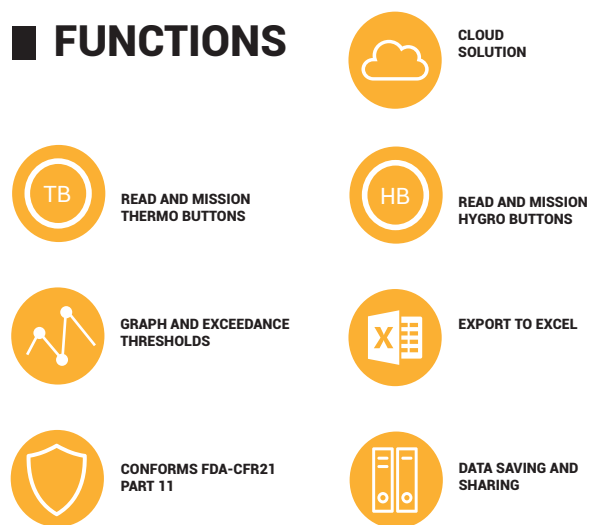 FUNCTIONS
CLOUD
SOLUTION
TB
READ AND MISSION
THERMO BUTTONS
HB
READ AND MISSION
HYGRO BUTTONS
GRAPH AND EXCEEDANCE
THRESHOLDS
X
EXPORT TO EXCEL
CONFORMS FDA-CFR21
PART 11
DATA SAVING AND
SHARING